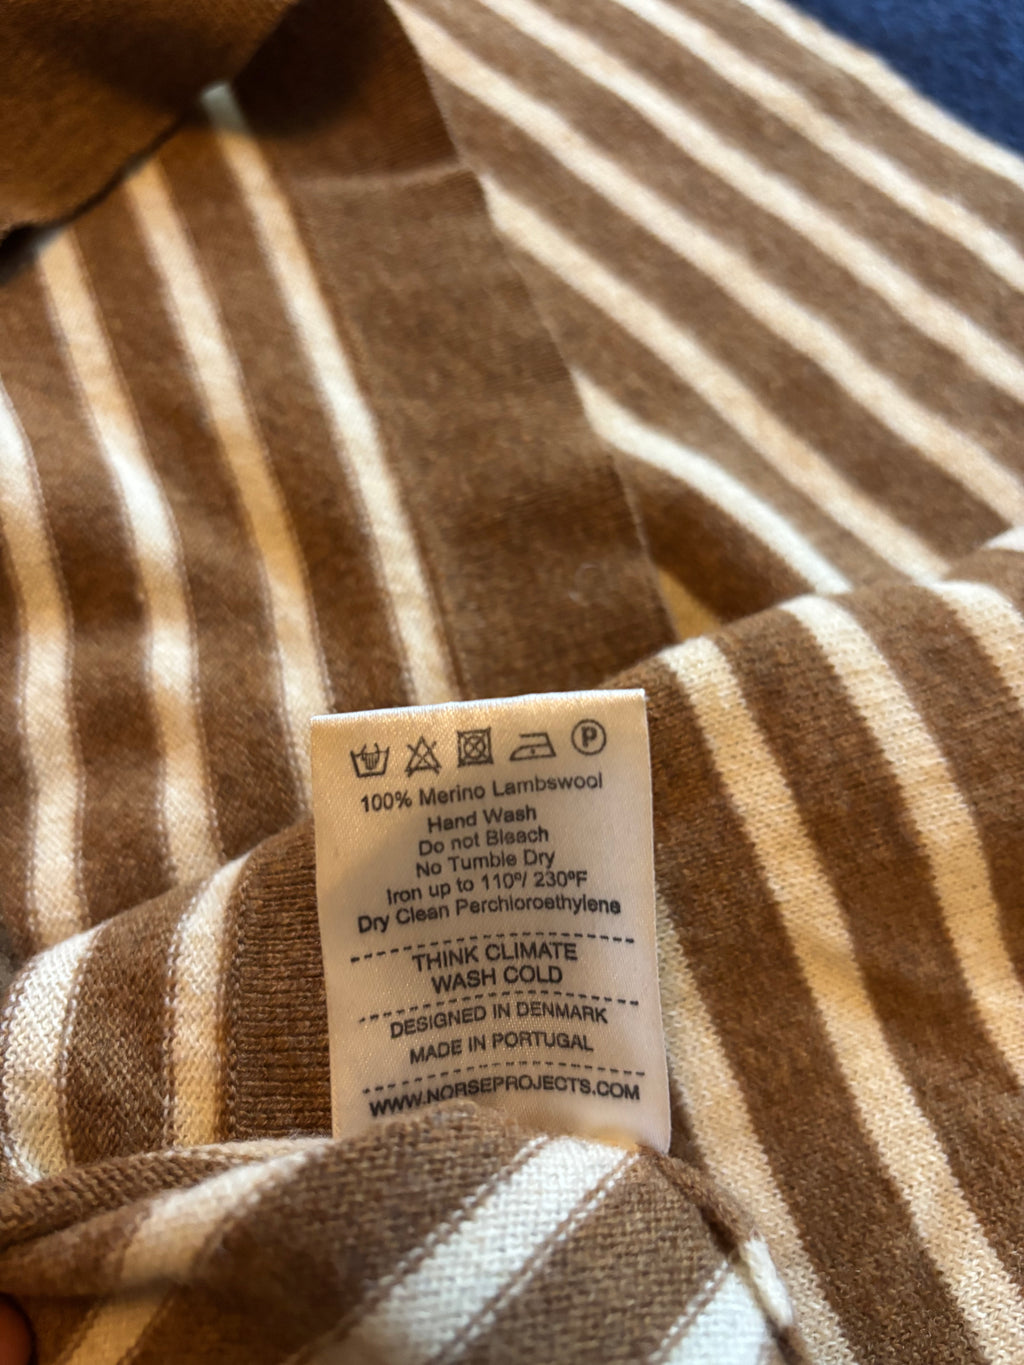 P
100% Merino Lambswool
Hand Wash
Do not Bleach
No Tumble Dry
Iron up to 110º/ 230ºF
Dry Clean Perchloroethylene
THINK CLIMATE
WASH COLD
DESIGNED IN DENMARK
MADE IN PORTUGAL
WWW.NORSEPROJECTS.COM